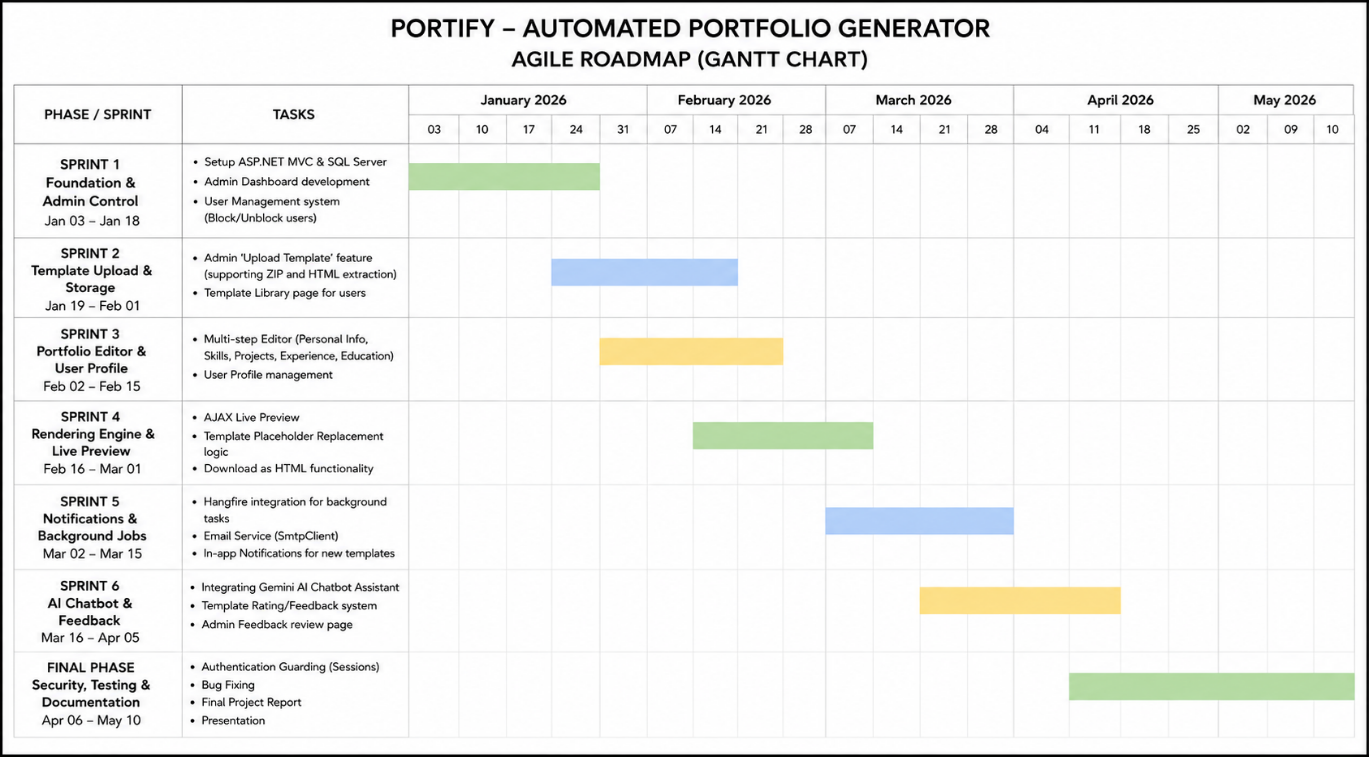 PORTIFY – AUTOMATED PORTFOLIO GENERATOR
AGILE ROADMAP (GANTT CHART)
PHASE / SPRINT
TASKS
January 2026
February 2026
March 2026
April 2026
May 2026
03 10 17 24 31 07 14 21 28 07 14 21 28 04 11 18 25 02 09 10
SPRINT 1
Foundation &
Admin Control
Jan 03 – Jan 18
• Setup ASP.NET MVC & SQL Server
• Admin Dashboard development
• User Management system
(Block/Unblock users)
SPRINT 2
Template Upload &
Storage
Jan 19 – Feb 01
• Admin 'Upload Template' feature
(supporting ZIP and HTML extraction)
• Template Library page for users
SPRINT 3
Portfolio Editor &
User Profile
Feb 02 – Feb 15
• Multi-step Editor (Personal Info,
Skills, Projects, Experience, Education)
• User Profile management
SPRINT 4
Rendering Engine &
Live Preview
Feb 16 – Mar 01
• AJAX Live Preview
• Template Placeholder Replacement
logic
• Download as HTML functionality
SPRINT 5
Notifications &
Background Jobs
Mar 02 – Mar 15
• Hangfire integration for background
tasks
• Email Service (SmtpClient)
• In-app Notifications for new templates
SPRINT 6
AI Chatbot &
Feedback
Mar 16 – Apr 05
• Integrating Gemini AI Chatbot Assistant
• Template Rating/Feedback system
• Admin Feedback review page
FINAL PHASE
Security, Testing &
Documentation
Apr 06 – May 10
• Authentication Guarding (Sessions)
• Bug Fixing
• Final Project Report
• Presentation